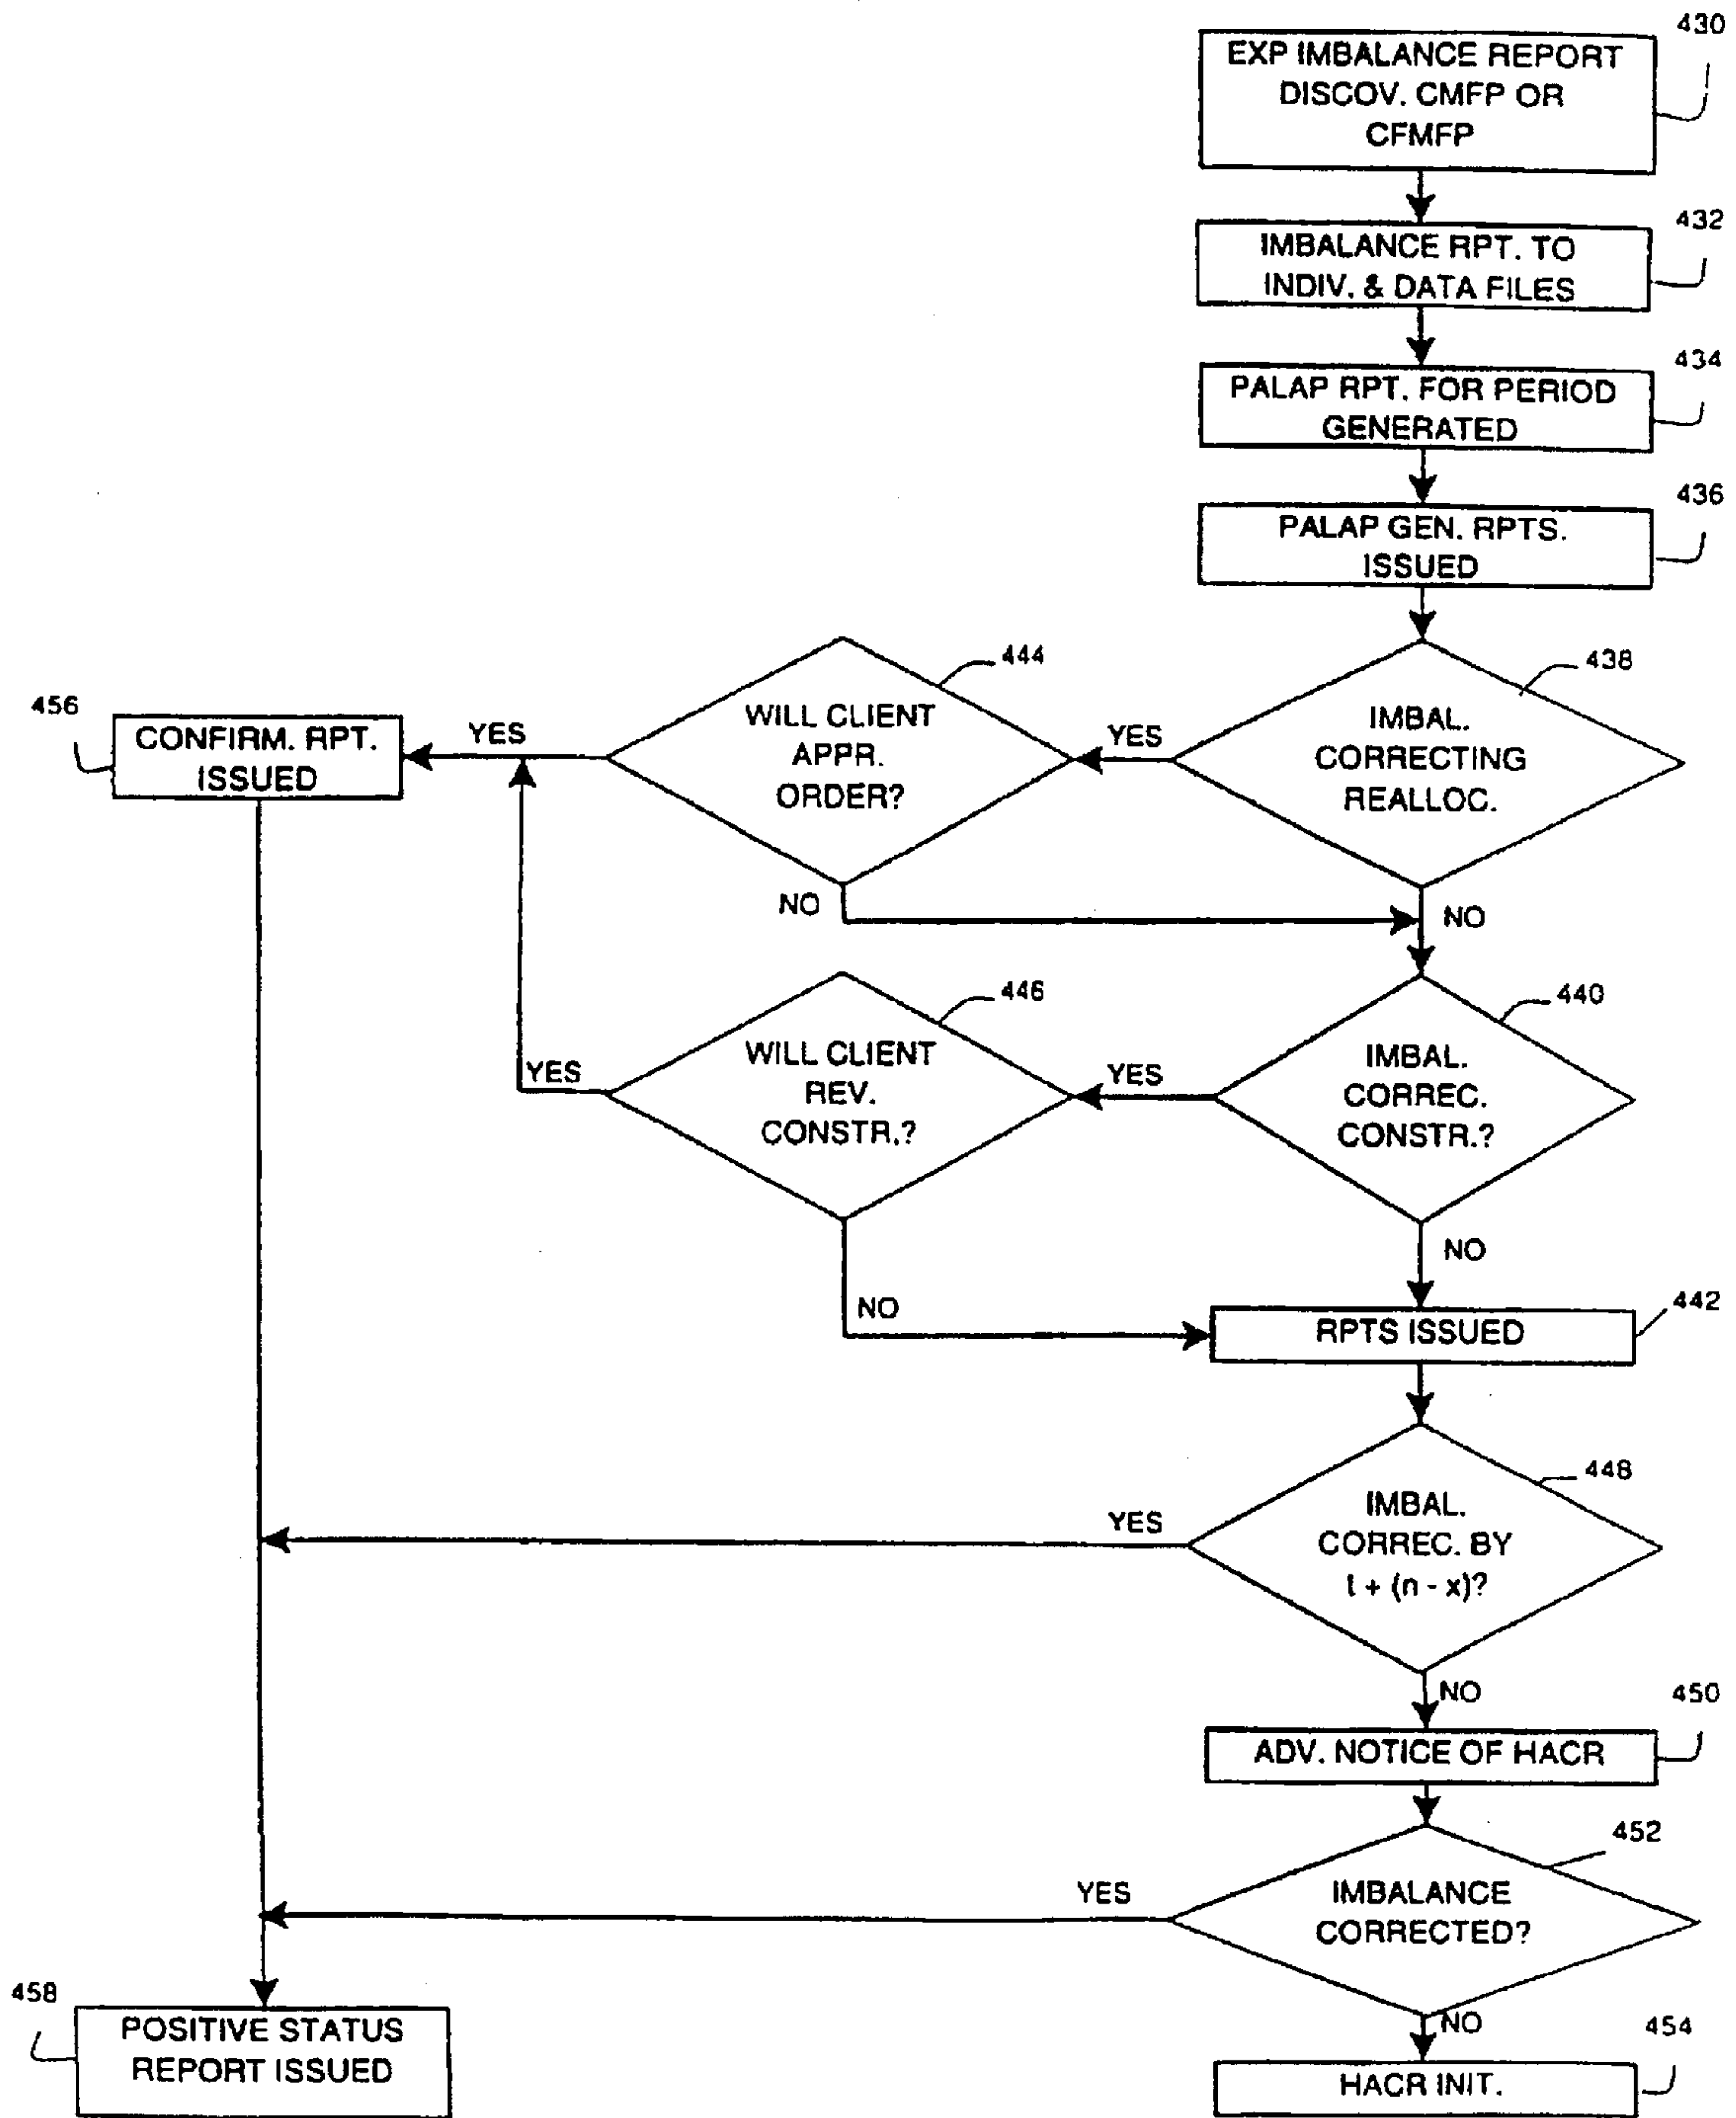 430
EXP IMBALANCE REPORT
DISCOV. CMFP OR
CFMFP
432
IMBALANCE RPT. TO
INDIV. & DATA FILES
434
PALAP RPT. FOR PERIOD
GENERATED
436
PALAP GEN. RPTS.
ISSUED
438
IMBAL.
CORRECTING
REALLOC.
YES
444
WILL CLIENT
APPR.
ORDER?
YES
456
CONFIRM. RPT.
ISSUED
NO
NO
440
IMBAL.
CORREC.
CONSTR.?
YES
446
WILL CLIENT
REV.
CONSTR.?
YES
NO
NO
442
RPTS ISSUED
448
IMBAL.
CORREC. BY
t + (n - x)?
YES
NO
450
ADV. NOTICE OF HACR
452
IMBALANCE
CORRECTED?
YES
NO
458
POSITIVE STATUS
REPORT ISSUED
454
HACR INIT.